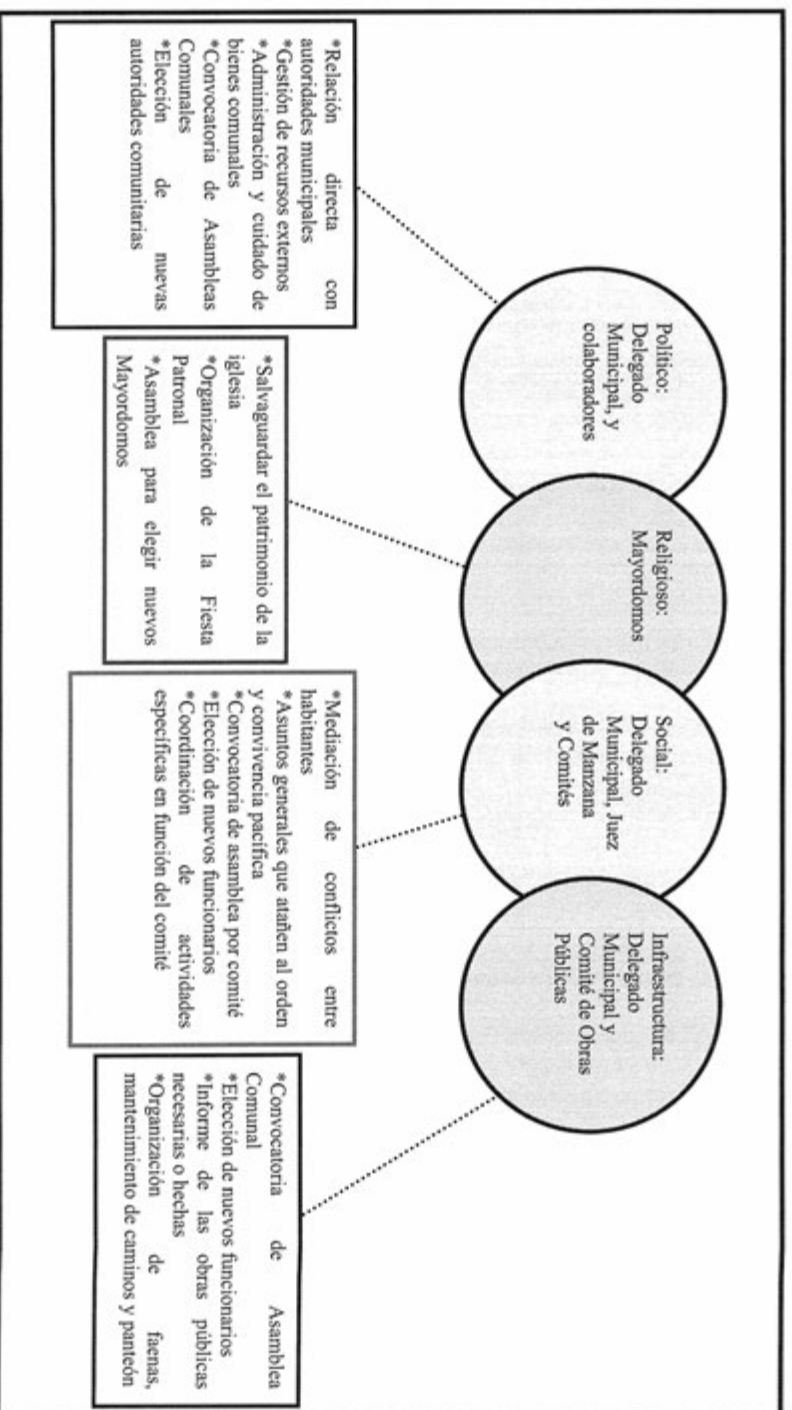 Político:
Delegado
Municipal, y
colaboradores
Religioso:
Mayordomos
Social:
Delegado
Municipal, Juez
de Manzana
y Comités
Infraestructura:
Delegado
Municipal y
Comité de Obras
Públicas
*Relación directa con
autoridades municipales
*Gestión de recursos externos
*Administración y cuidado de
bienes comunales
*Convocatoria de Asambleas
Comunales
*Elección de nuevas
autoridades comunitarias
*Salvaguardar el patrimonio de la
iglesia
*Organización de la Fiesta
Patronal
*Asamblea para elegir nuevos
Mayordomos
*Mediación de conflictos entre
habitantes
*Asuntos generales que atañen al orden
y convivencia pacífica
*Convocatoria de asamblea por comité
*Elección de nuevos funcionarios
*Coordinación de actividades
específicas en función del comité
*Convocatoria de Asamblea
Comunal
*Elección de nuevos funcionarios
*Informe de las obras públicas
necesarias o hechas
*Organización de faenas,
mantenimiento de caminos y panteón